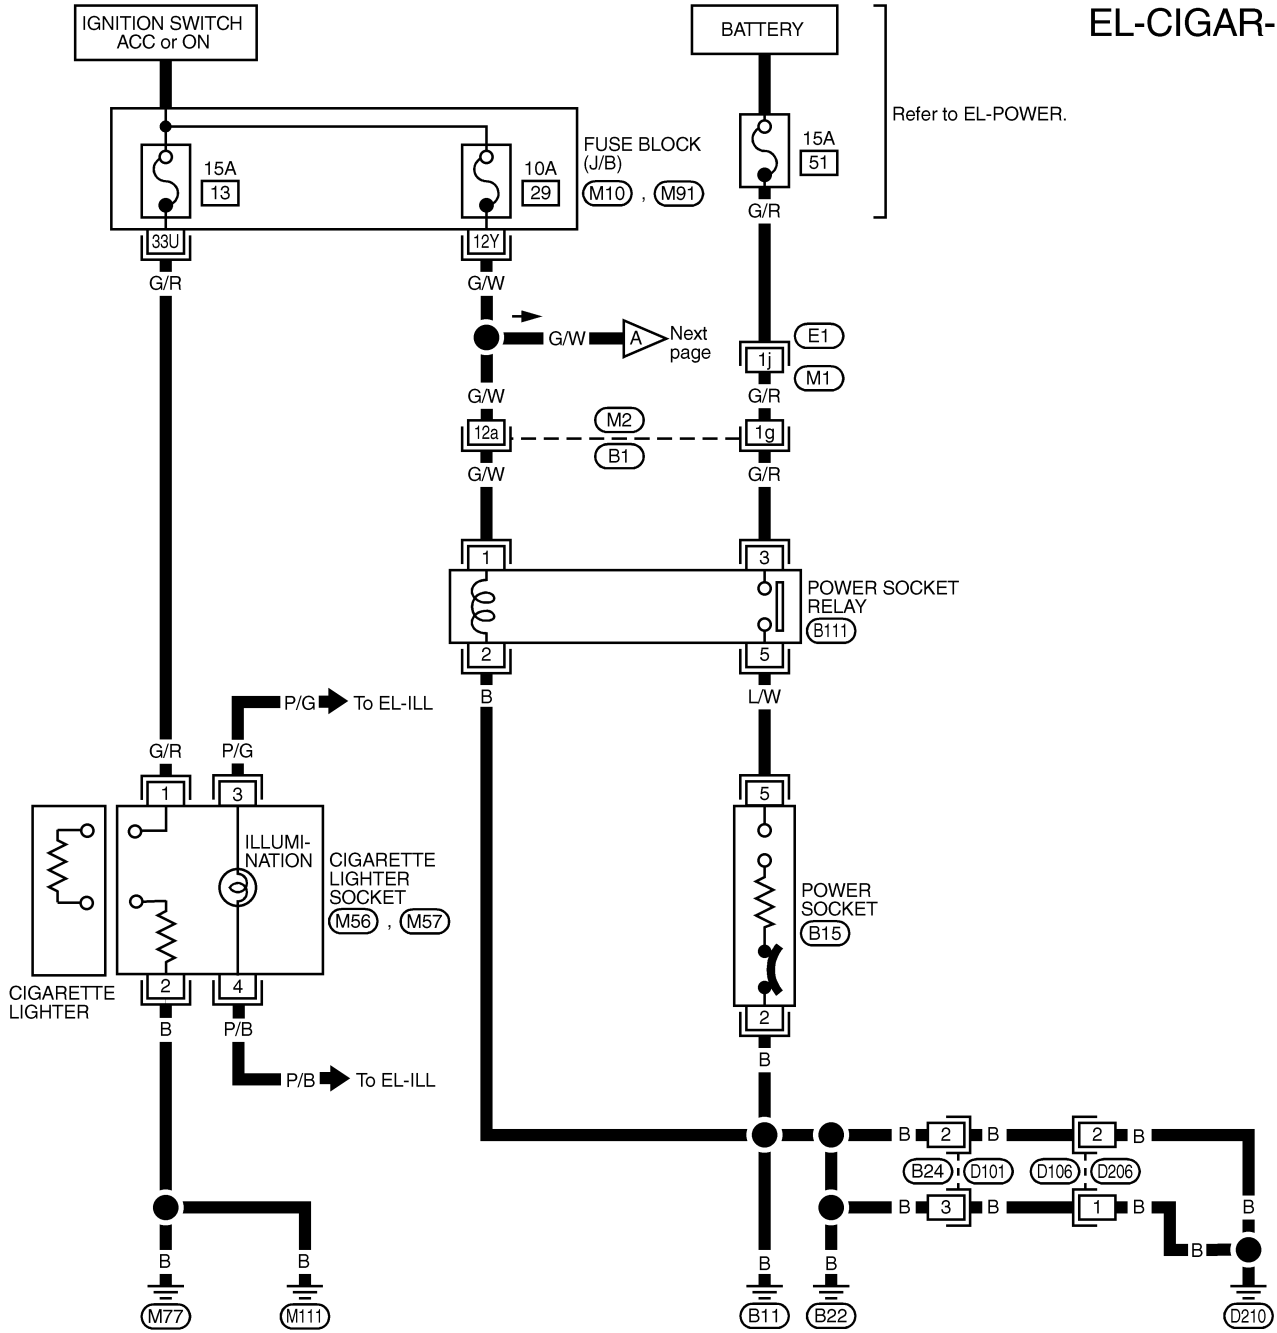 EL-CIGAR-
IGNITION SWITCH
ACC or ON
BATTERY
Refer to EL-POWER.
15A
13
10A
29
FUSE BLOCK
(J/B)
M10 , M91
15A
51
G/R
33U
12Y
G/R
G/W
G/W
A
Next
page
E1
1j
M1
G/W
G/R
12a
M2
1g
B1
G/W
G/R
1
3
POWER SOCKET
RELAY
B111
2
5
B
L/W
P/G
To EL-ILL
G/R
P/G
1
3
5
ILLUMI-
NATION
CIGARETTE
LIGHTER
SOCKET
M56 , M57
POWER
SOCKET
B15
CIGARETTE
LIGHTER
2
4
2
B
P/B
B
P/B
To EL-ILL
B
2
B
2
B
B24
D101
D106
D206
B
3
B
1
B
B
B
B
B
B
B
B
M77
M111
B11
B22
D210